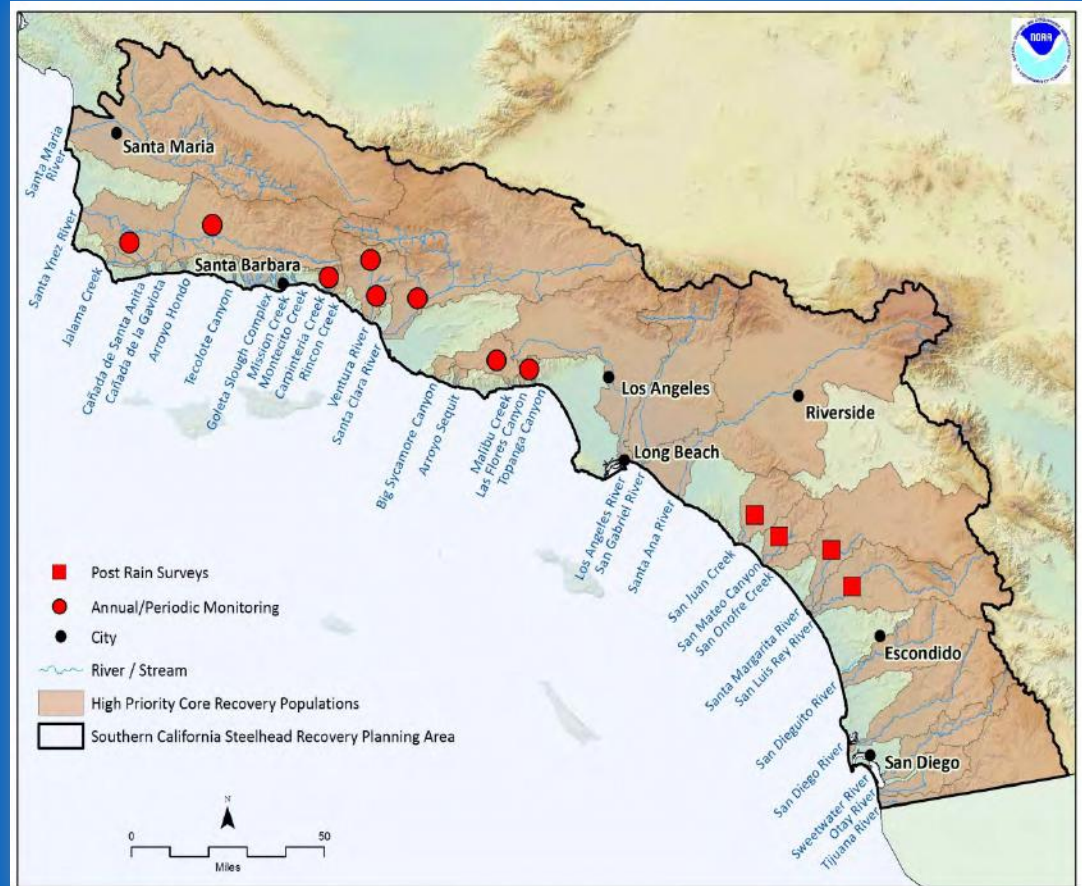 NOAA
Santa Maria
Santa Maria
River
Santa Ynez River
Santa Barbara
Jalama Creek
Cañada de Santa Anita
Cañada de la Gaviota
Arroyo Hondo
Tecolote Canyon
Goleta Slough Complex
Mission Creek
Montecito Creek
Carpinteria Creek
Rincon Creek
Ventura River
Santa Clara River
Big Sycamore Canyon
Arroyo Sequit
Malibu Creek
Las Flores Canyon
Topanga Canyon
Los Angeles
Riverside
Long Beach
Los Angeles River
San Gabriel River
Santa Ana River
San Juan Creek
San Mateo Canyon
San Onofre Creek
Santa Margarita River
San Luis Rey River
Escondido
San Dieguito River
San Diego River
San Diego
Sweetwater River
Otay River
Tijuana River
Post Rain Surveys
Annual/Periodic Monitoring
City
River / Stream
High Priority Core Recovery Populations
Southern California Steelhead Recovery Planning Area
N
0 50
Miles